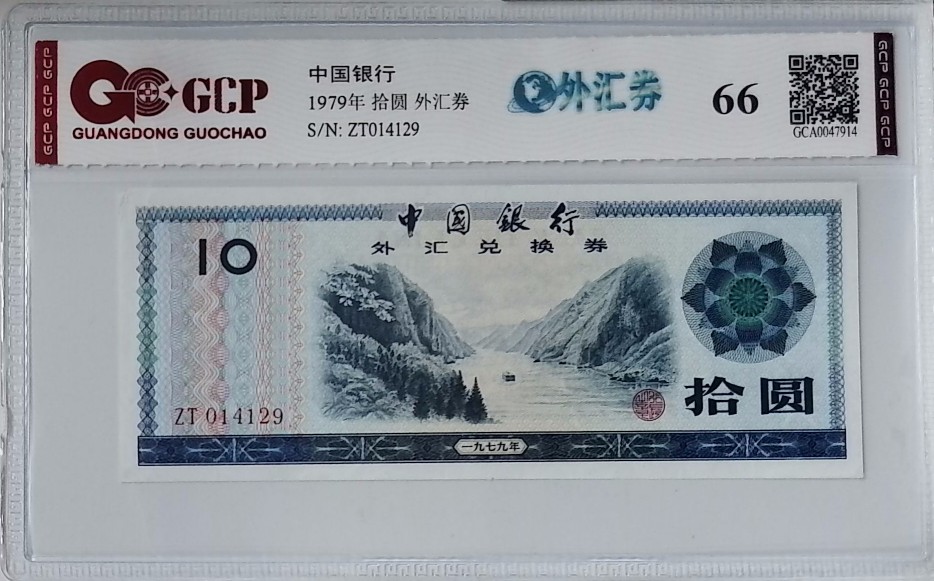 GCP GCP GCP
GCP
GUANGDONG GUOCHAO
中国银行
1979年 拾圆 外汇券
S/N: ZT014129
外汇券
66
GCA0047914
GCP GCP GCP
中國銀行
外汇兑换券
10
拾圆
ZT 014129
一九七九年